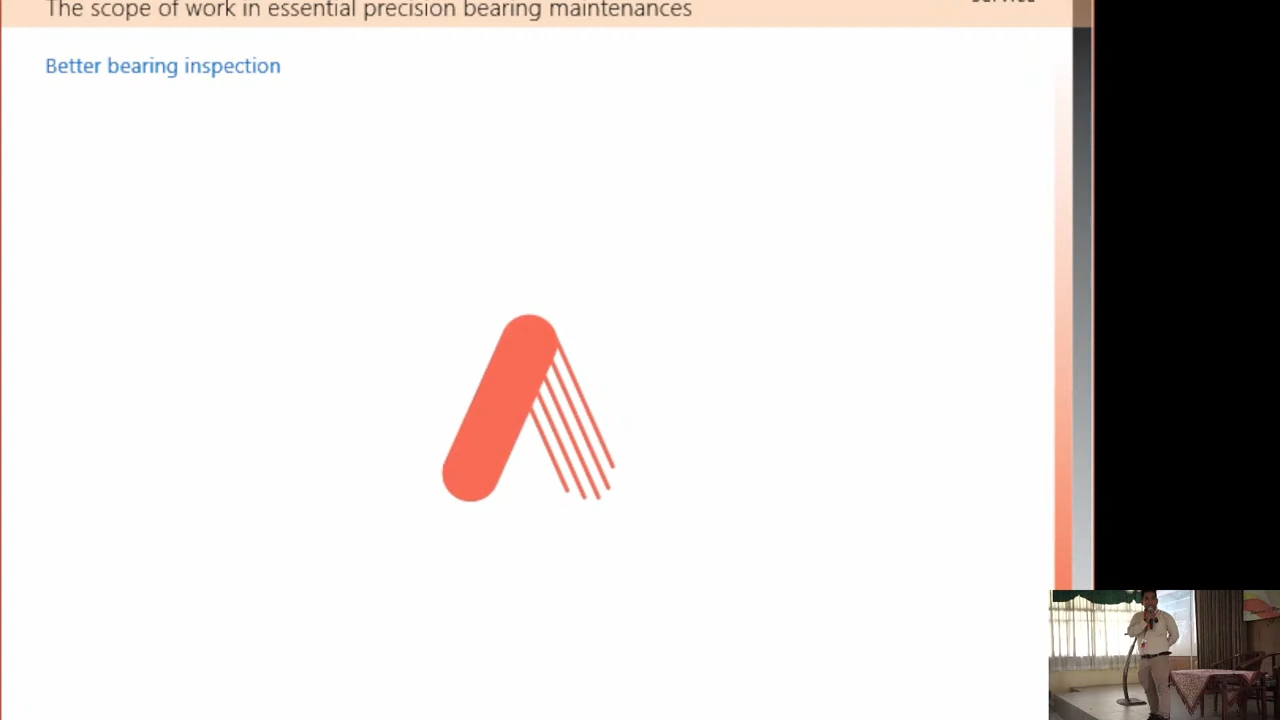 The scope of work in essential precision bearing maintenances
Better bearing inspection